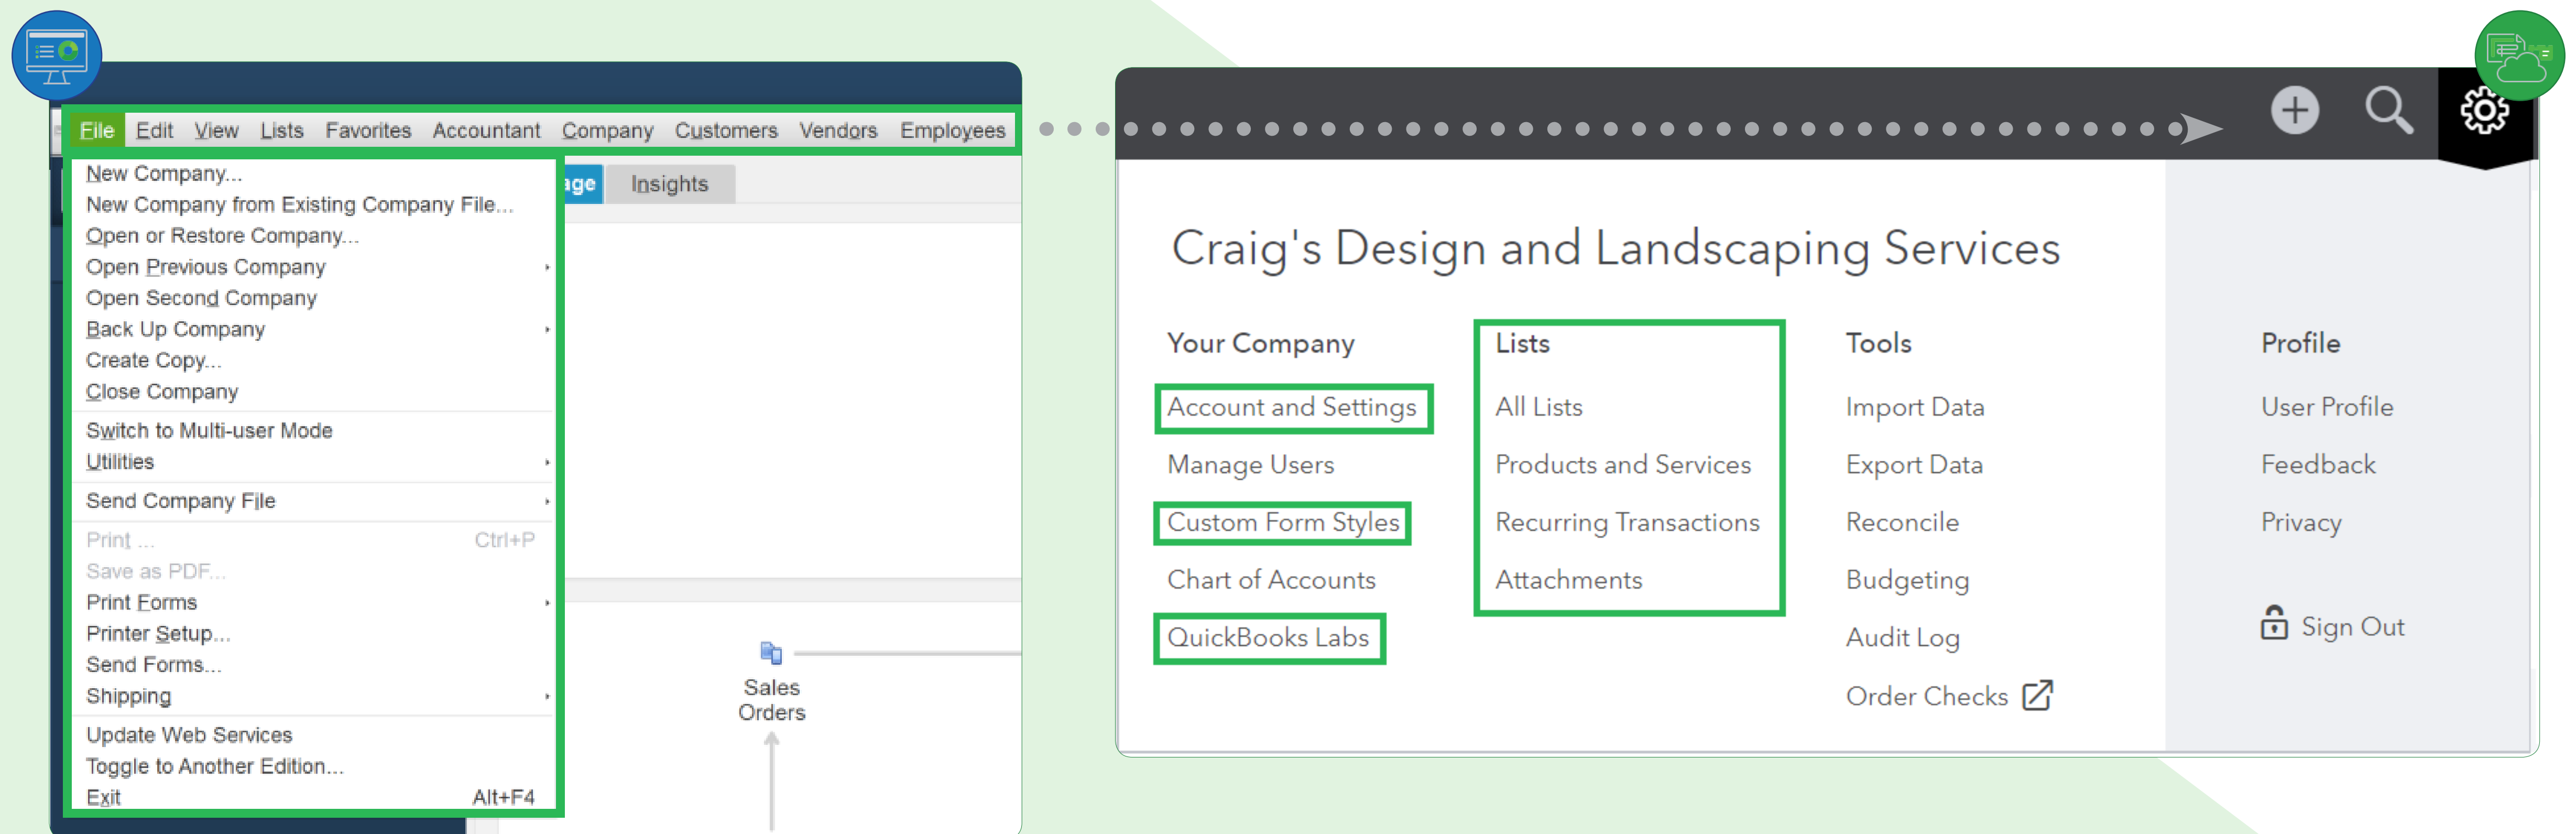 File Edit View Lists Favorites Accountant Company Customers Vendors Employees
New Company...
New Company from Existing Company File...
Open or Restore Company...
Open Previous Company
Open Second Company
Back Up Company
Create Copy...
Close Company
Switch to Multi-user Mode
Utilities
Send Company File
Print ... Ctrl+P
Save as PDF...
Print Forms
Printer Setup...
Send Forms...
Shipping
Update Web Services
Toggle to Another Edition...
Exit Alt+F4
age Insights
Sales
Orders
Craig's Design and Landscaping Services
Your Company
Account and Settings
Manage Users
Custom Form Styles
Chart of Accounts
QuickBooks Labs
Lists
All Lists
Products and Services
Recurring Transactions
Attachments
Tools
Import Data
Export Data
Reconcile
Budgeting
Audit Log
Order Checks
Profile
User Profile
Feedback
Privacy
Sign Out